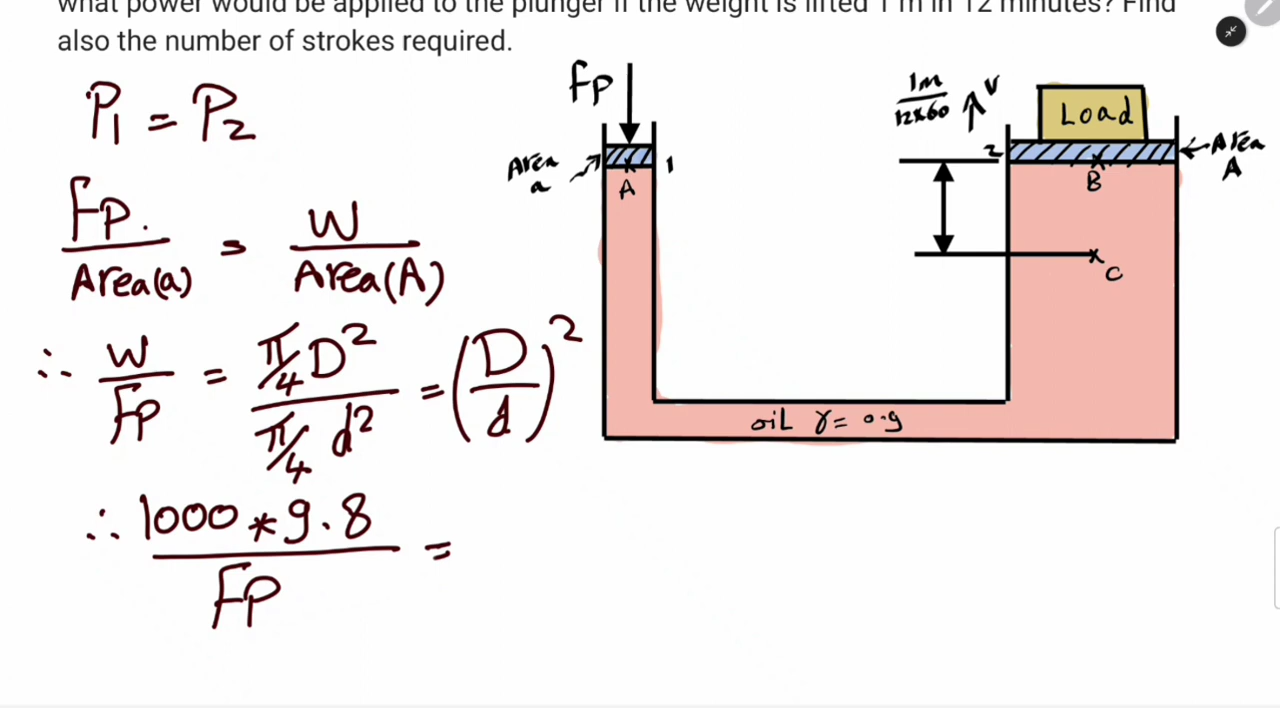 what power would be applied to the plunger if the weight is lifted 1 m in 12 minutes? Find
also the number of strokes required.
P1 = P2
Fp. / Area(a) = W / Area(A)
∴ W / Fp = π/4 D² / π/4 d² = (D / d)²
∴ 1000 * 9.8 / Fp =
Fp
Area a
1
A
1m / 12x60
V
Load
2
Area A
B
C
oil γ = 0.9